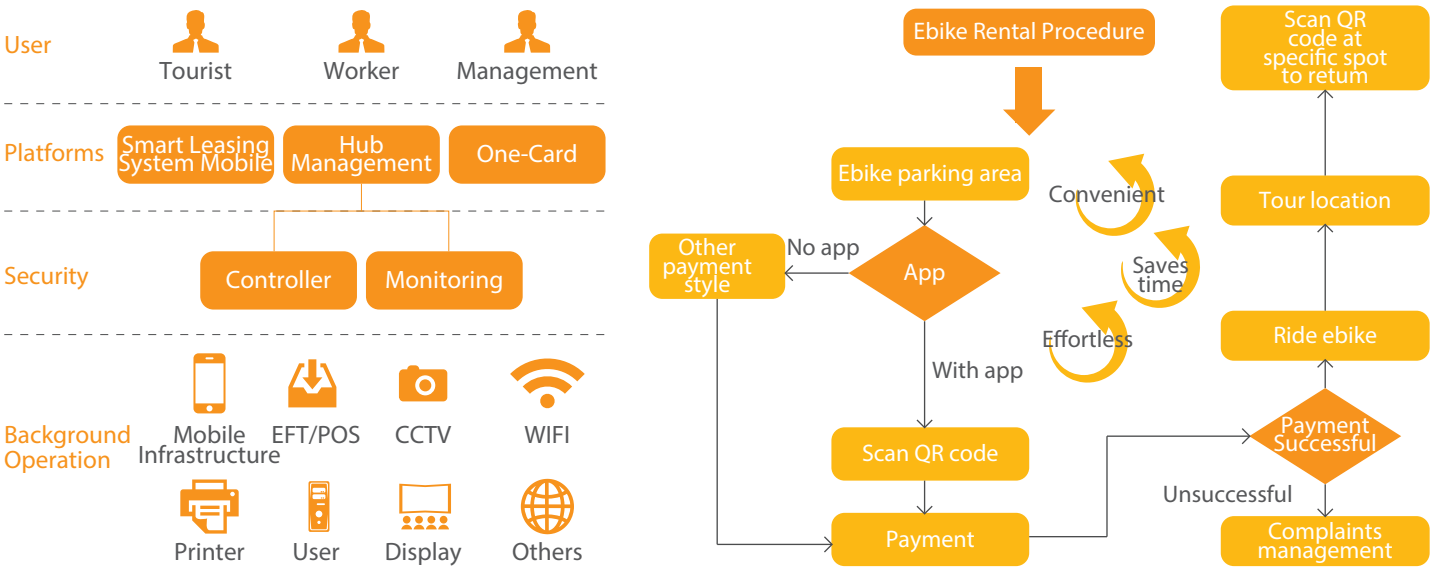 User
Tourist
Worker
Management
Platforms
Smart Leasing
System Mobile
Hub
Management
One-Card
Security
Controller
Monitoring
Background
Operation
Mobile
Infrastructure
EFT/POS
CCTV
WIFI
Printer
User
Display
Others
Ebike Rental Procedure
Ebike parking area
App
No app
Other
payment
style
With app
Scan QR code
Payment
Convenient
Saves
time
Effortless
Scan QR
code at
specific spot
to return
Tour location
Ride ebike
Payment
Successful
Unsuccessful
Complaints
management